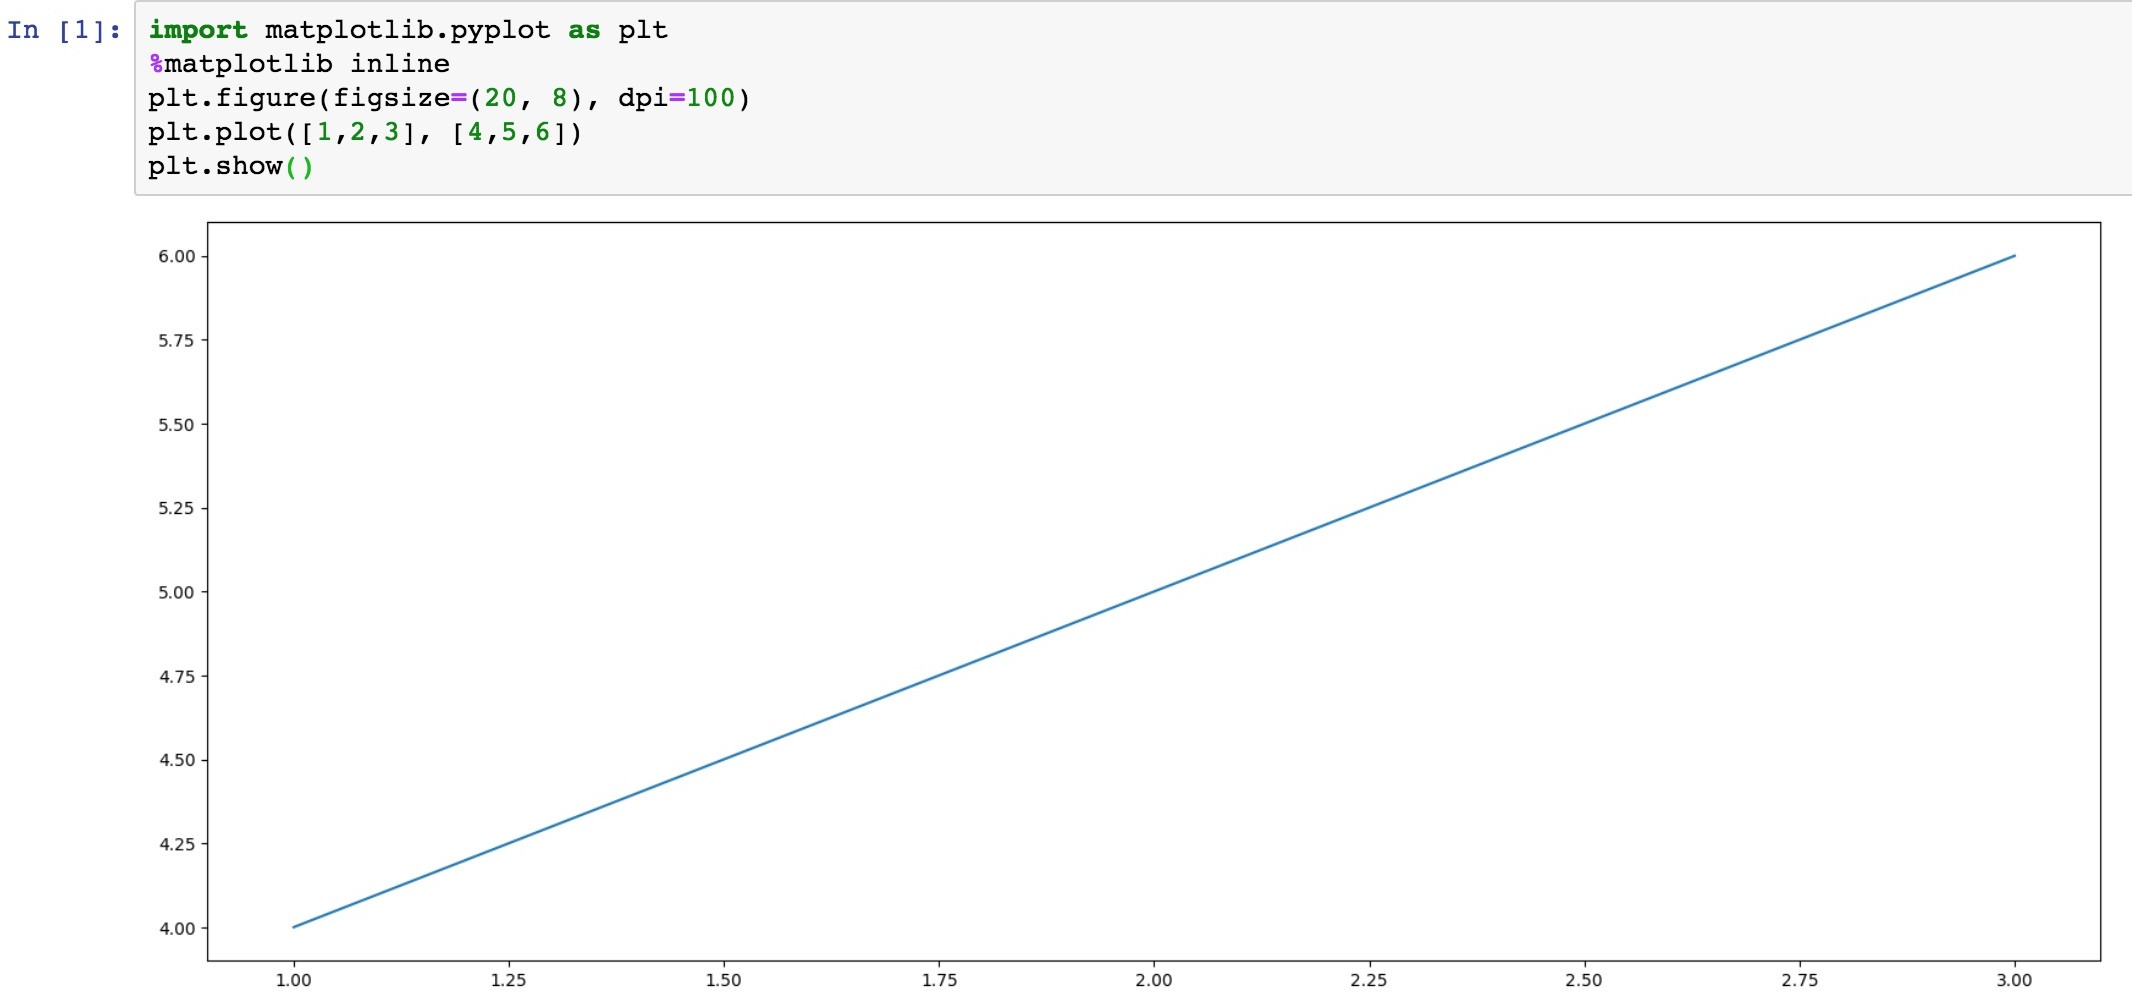 In [1]:
import matplotlib.pyplot as plt
%matplotlib inline
plt.figure(figsize=(20, 8), dpi=100)
plt.plot([1,2,3], [4,5,6])
plt.show()
6.00
5.75
5.50
5.25
5.00
4.75
4.50
4.25
4.00
1.00 1.25 1.50 1.75 2.00 2.25 2.50 2.75 3.00